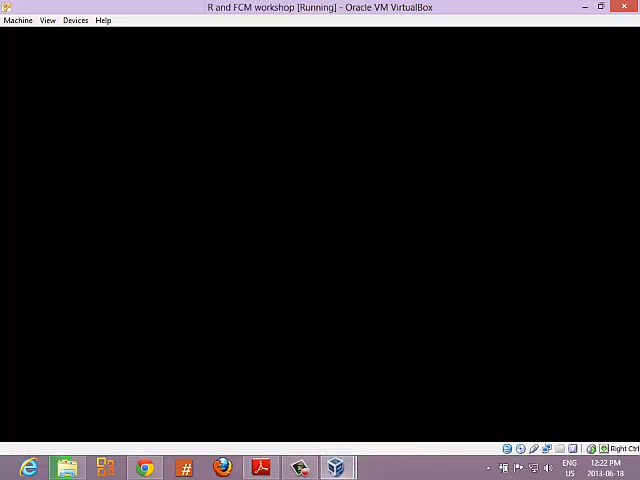 R and FCM workshop [Running] - Oracle VM VirtualBox
Machine View Devices Help
Right Ctrl
ENG 12:22 PM
US 2013-06-18